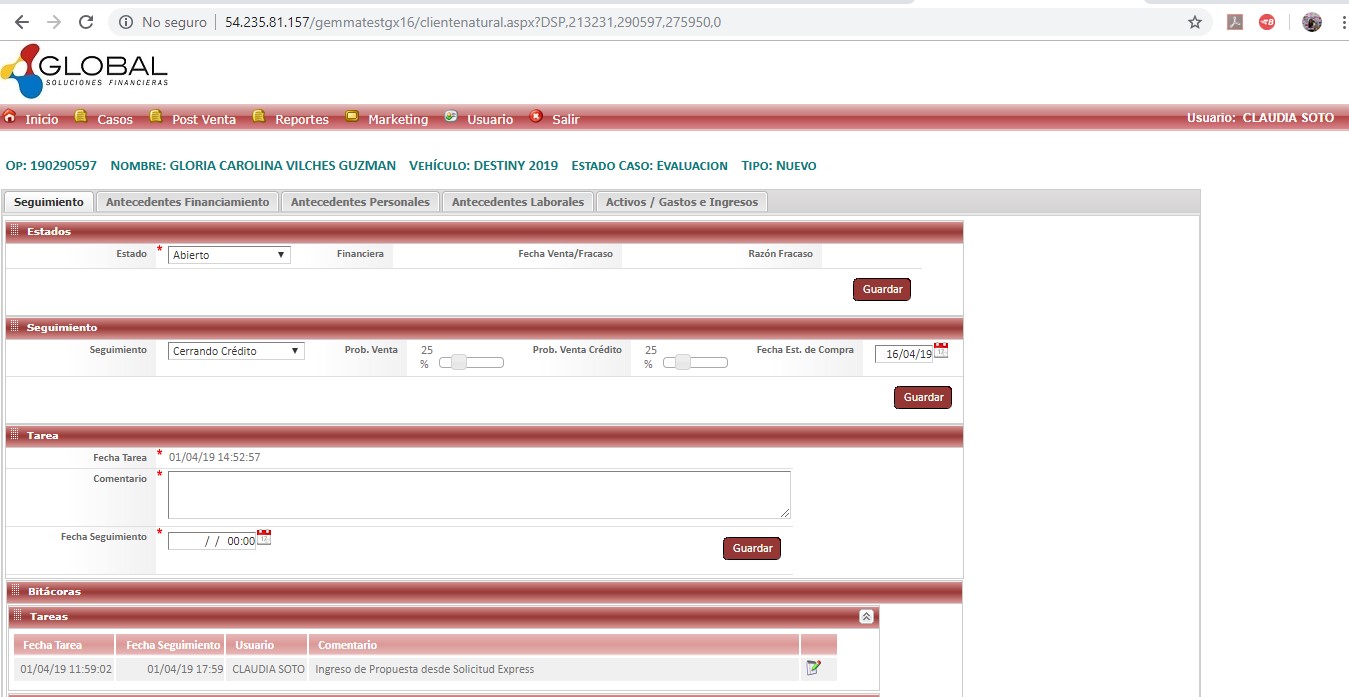 No seguro | 54.235.81.157/gemmatestgx16/clientenatural.aspx?DSP,213231,290597,275950,0
GLOBAL
SOLUCIONES FINANCIERAS
Inicio Casos Post Venta Reportes Marketing Usuario Salir Usuario: CLAUDIA SOTO
OP: 190290597 NOMBRE: GLORIA CAROLINA VILCHES GUZMAN VEHÍCULO: DESTINY 2019 ESTADO CASO: EVALUACION TIPO: NUEVO
Seguimiento Antecedentes Financiamiento Antecedentes Personales Antecedentes Laborales Activos / Gastos e Ingresos
Estados
Estado * Abierto Financiera Fecha Venta/Fracaso Razón Fracaso
Guardar
Seguimiento
Seguimiento Cerrando Crédito Prob. Venta 25 % Prob. Venta Crédito 25 % Fecha Est. de Compra 16/04/19
Guardar
Tarea
Fecha Tarea * 01/04/19 14:52:57
Comentario *
Fecha Seguimiento * / / 00:00
Guardar
Bitácoras
Tareas
Fecha Tarea Fecha Seguimiento Usuario Comentario
01/04/19 11:59:02 01/04/19 17:59 CLAUDIA SOTO Ingreso de Propuesta desde Solicitud Express